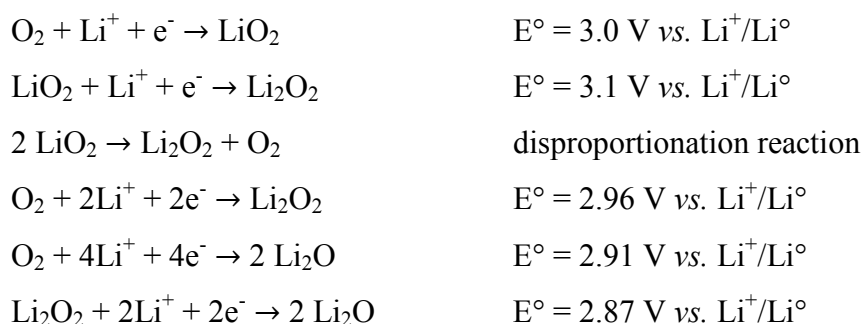 O₂ + Li⁺ + e⁻ → LiO₂ E° = 3.0 V vs. Li⁺/Li°
LiO₂ + Li⁺ + e⁻ → Li₂O₂ E° = 3.1 V vs. Li⁺/Li°
2 LiO₂ → Li₂O₂ + O₂ disproportionation reaction
O₂ + 2Li⁺ + 2e⁻ → Li₂O₂ E° = 2.96 V vs. Li⁺/Li°
O₂ + 4Li⁺ + 4e⁻ → 2 Li₂O E° = 2.91 V vs. Li⁺/Li°
Li₂O₂ + 2Li⁺ + 2e⁻ → 2 Li₂O E° = 2.87 V vs. Li⁺/Li°